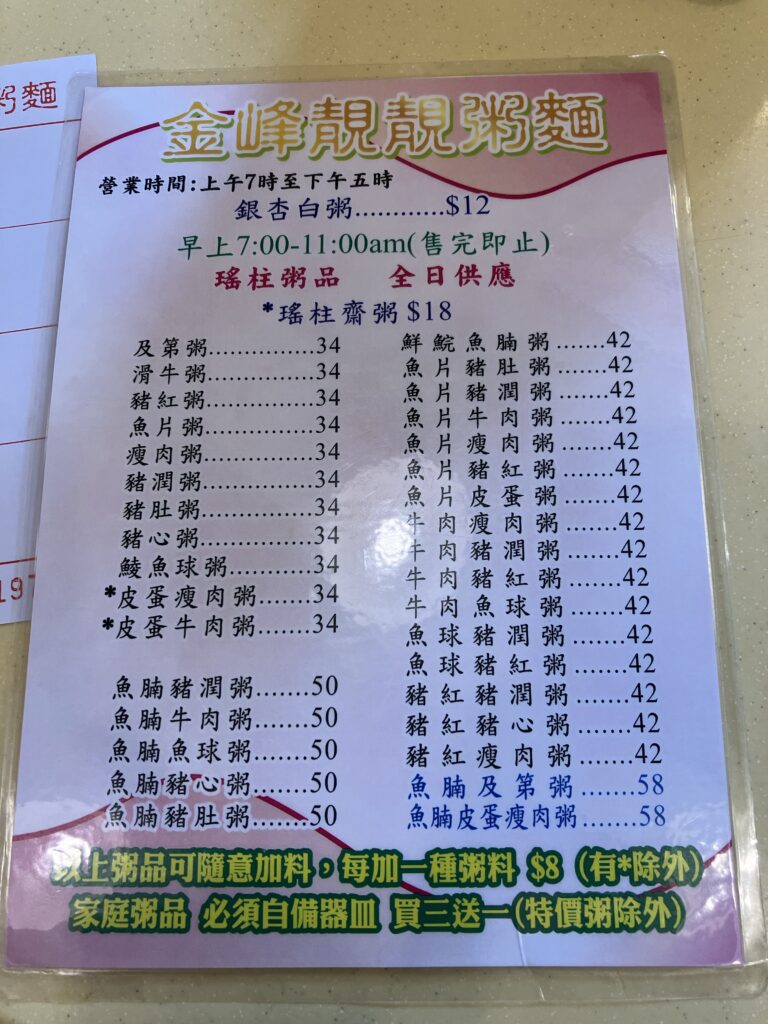 粥麵
197
金峰靚靚粥麵
營業時間:上午7時至下午五時
銀杏白粥............$12
早上7:00-11:00am(售完即止)
瑤柱粥品 全日供應
*瑤柱齋粥 $18
及第粥...............34
滑牛粥...............34
豬紅粥...............34
魚片粥...............34
瘦肉粥...............34
豬潤粥...............34
豬肚粥...............34
豬心粥...............34
鯪魚球粥............34
*皮蛋瘦肉粥.......34
*皮蛋牛肉粥.......34
魚腩豬潤粥.......50
魚腩牛肉粥.......50
魚腩魚球粥.......50
魚腩豬心粥.......50
魚腩豬肚粥.......50
鮮鯇魚腩粥.......42
魚片豬肚粥.......42
魚片豬潤粥.......42
魚片牛肉粥.......42
魚片瘦肉粥.......42
魚片豬紅粥.......42
魚片皮蛋粥.......42
牛肉瘦肉粥.......42
牛肉豬潤粥.......42
牛肉豬紅粥.......42
牛肉魚球粥.......42
魚球豬潤粥.......42
魚球豬紅粥.......42
豬紅豬潤粥.......42
豬紅豬心粥.......42
豬紅瘦肉粥.......42
魚腩及第粥.......58
魚腩皮蛋瘦肉粥.......58
以上粥品可隨意加料，每加一種粥料 $8 (有*除外)
家庭粥品 必須自備器皿 買三送一(特價粥除外)